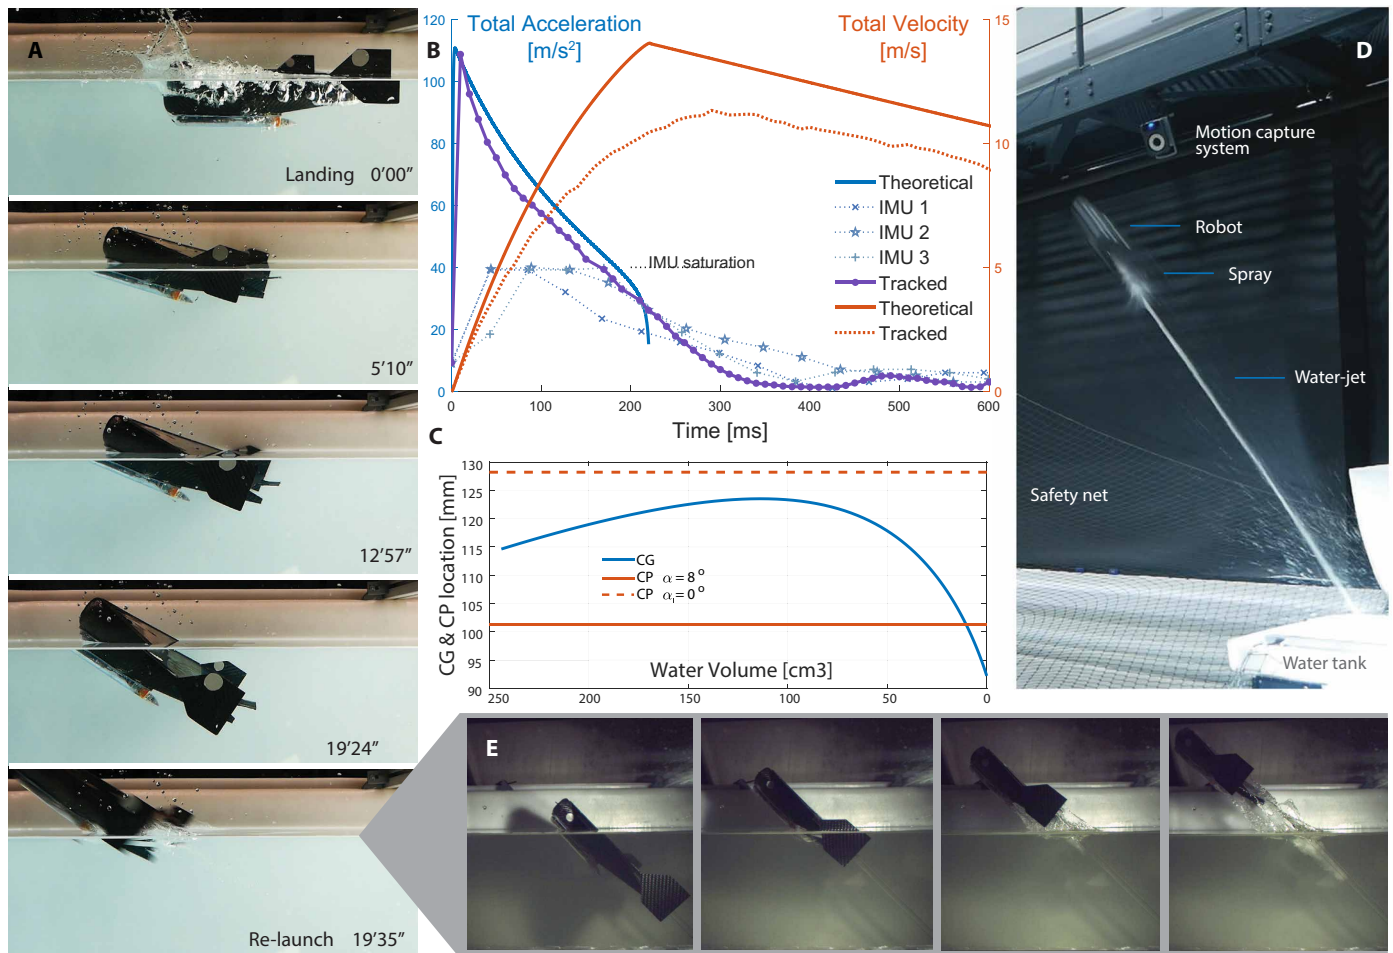 A
Landing 0'00”
5'10”
12'57”
19'24”
Re-launch 19'35”
B
Total Acceleration
[m/s²]
Total Velocity
[m/s]
120
100
80
60
40
20
0
15
10
5
0
0 100 200 300 400 500 600
Time [ms]
IMU saturation
Theoretical
IMU 1
IMU 2
IMU 3
Tracked
Theoretical
Tracked
C
CG & CP location [mm]
130
125
120
115
110
105
100
95
90
CG
CP α = 8 °
CP α = 0 °
Water Volume [cm3]
250 200 150 100 50 0
D
Motion capture
system
Robot
Spray
Water-jet
Safety net
Water tank
E